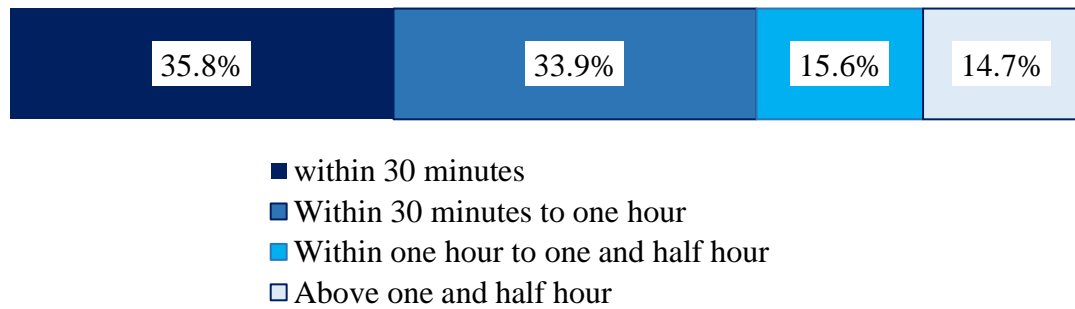 35.8% 33.9% 15.6% 14.7%
within 30 minutes
Within 30 minutes to one hour
Within one hour to one and half hour
Above one and half hour